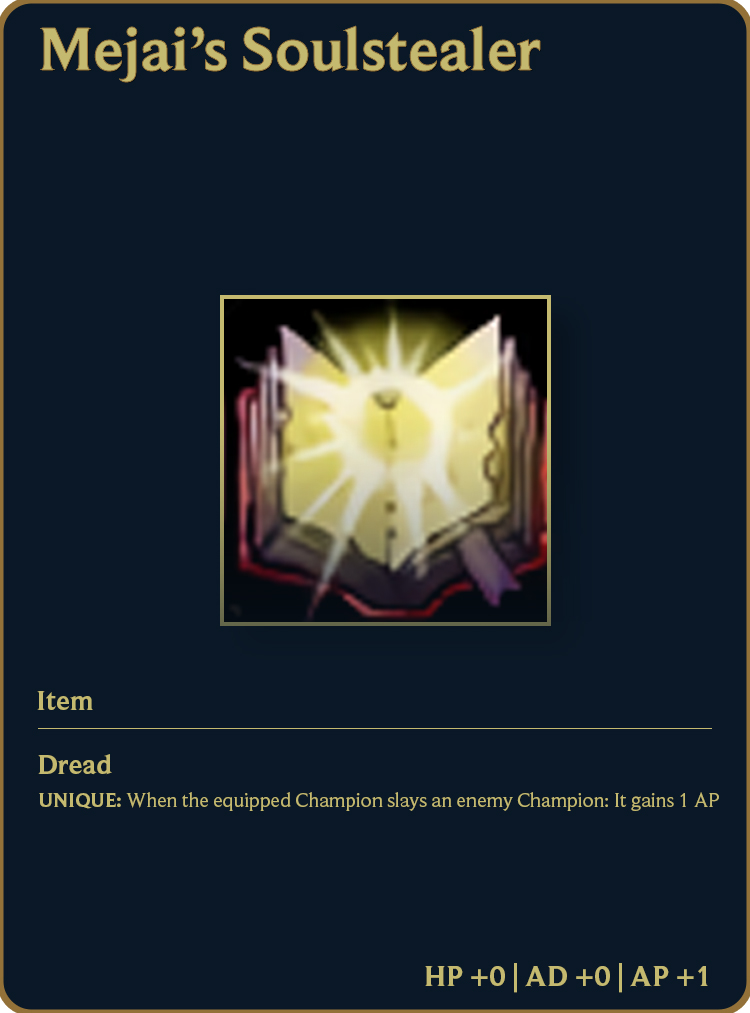 Mejai’s Soulstealer
Item
Dread
UNIQUE: When the equipped Champion slays an enemy Champion: It gains 1 AP
HP +0 | AD +0 | AP +1